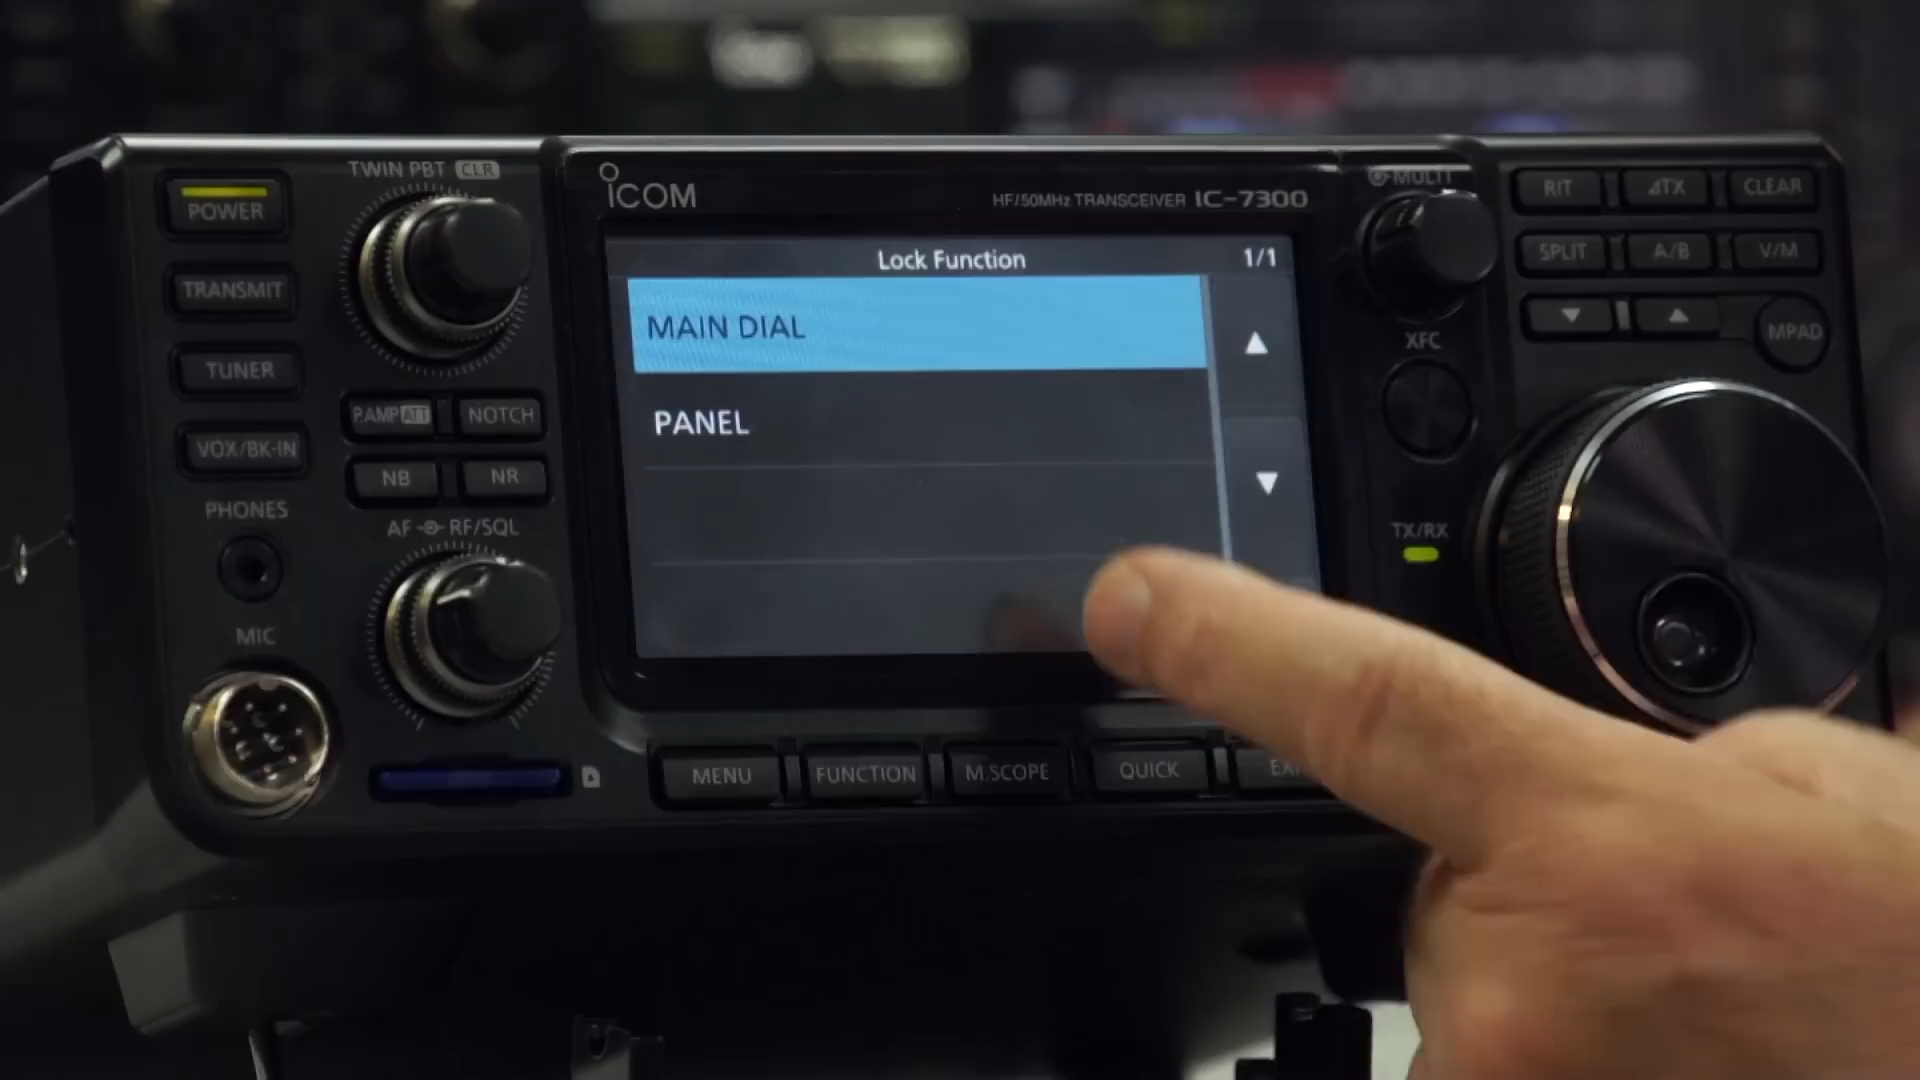 TWIN PBT CLR
POWER
TRANSMIT
TUNER
VOX/BK-IN
P.AMP ATT
NOTCH
NB
NR
PHONES
AF RF/SQL
MIC
ICOM
HF/50MHz TRANSCEIVER IC-7300
Lock Function 1/1
MAIN DIAL
PANEL
MENU
FUNCTION
M.SCOPE
QUICK
MULTI
XFC
TX/RX
RIT
⊿TX
CLEAR
SPLIT
A/B
V/M
MPAD